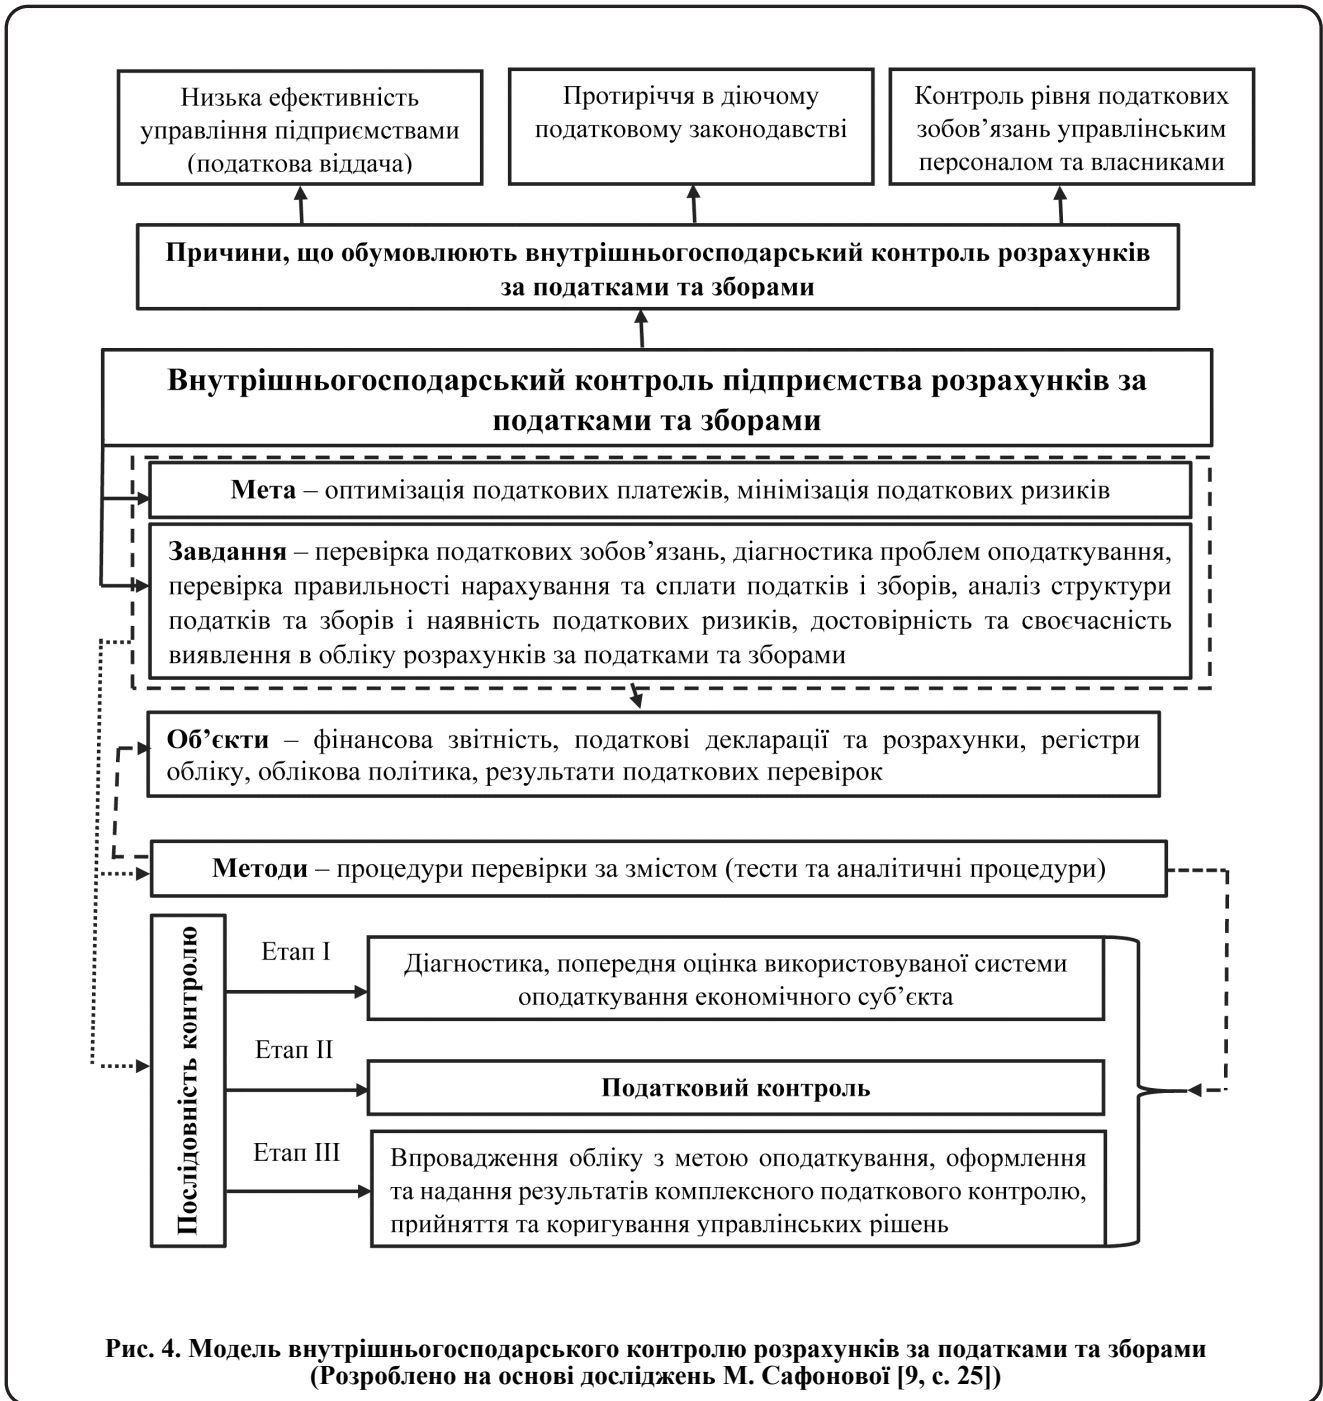 Низька ефективність
управління підприємствами
(податкова віддача)
Протиріччя в діючому
податковому законодавстві
Контроль рівня податкових
зобов’язань управлінським
персоналом та власниками
Причини, що обумовлюють внутрішньогосподарський контроль розрахунків
за податками та зборами
Внутрішньогосподарський контроль підприємства розрахунків за
податками та зборами
Мета – оптимізація податкових платежів, мінімізація податкових ризиків
Завдання – перевірка податкових зобов’язань, діагностика проблем оподаткування,
перевірка правильності нарахування та сплати податків і зборів, аналіз структури
податків та зборів і наявність податкових ризиків, достовірність та своєчасність
виявлення в обліку розрахунків за податками та зборами
Об’єкти – фінансова звітність, податкові декларації та розрахунки, регістри
обліку, облікова політика, результати податкових перевірок
Методи – процедури перевірки за змістом (тести та аналітичні процедури)
Послідовність контролю
Етап I
Діагностика, попередня оцінка використовуваної системи
оподаткування економічного суб’єкта
Етап II
Податковий контроль
Етап III
Впровадження обліку з метою оподаткування, оформлення
та надання результатів комплексного податкового контролю,
прийняття та коригування управлінських рішень
Рис. 4. Модель внутрішньогосподарського контролю розрахунків за податками та зборами
(Розроблено на основі досліджень М. Сафонової [9, с. 25])